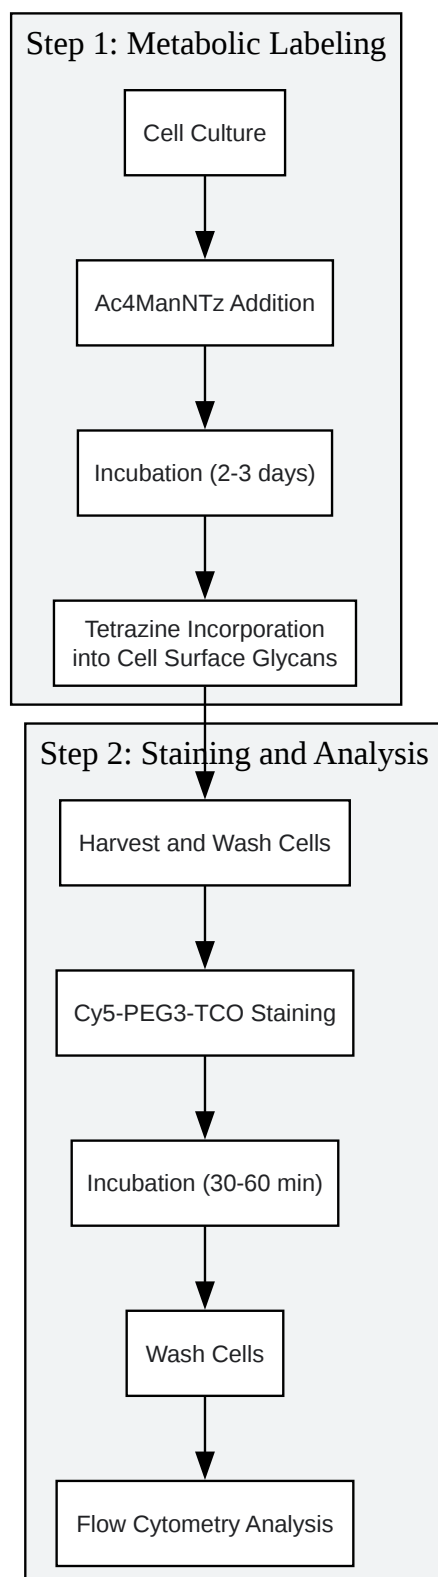 Step 1: Metabolic Labeling
Cell Culture
Ac4ManNTz Addition
Incubation (2-3 days)
Tetrazine Incorporation
into Cell Surface Glycans
Step 2: Staining and Analysis
Harvest and Wash Cells
Cy5-PEG3-TCO Staining
Incubation (30-60 min)
Wash Cells
Flow Cytometry Analysis